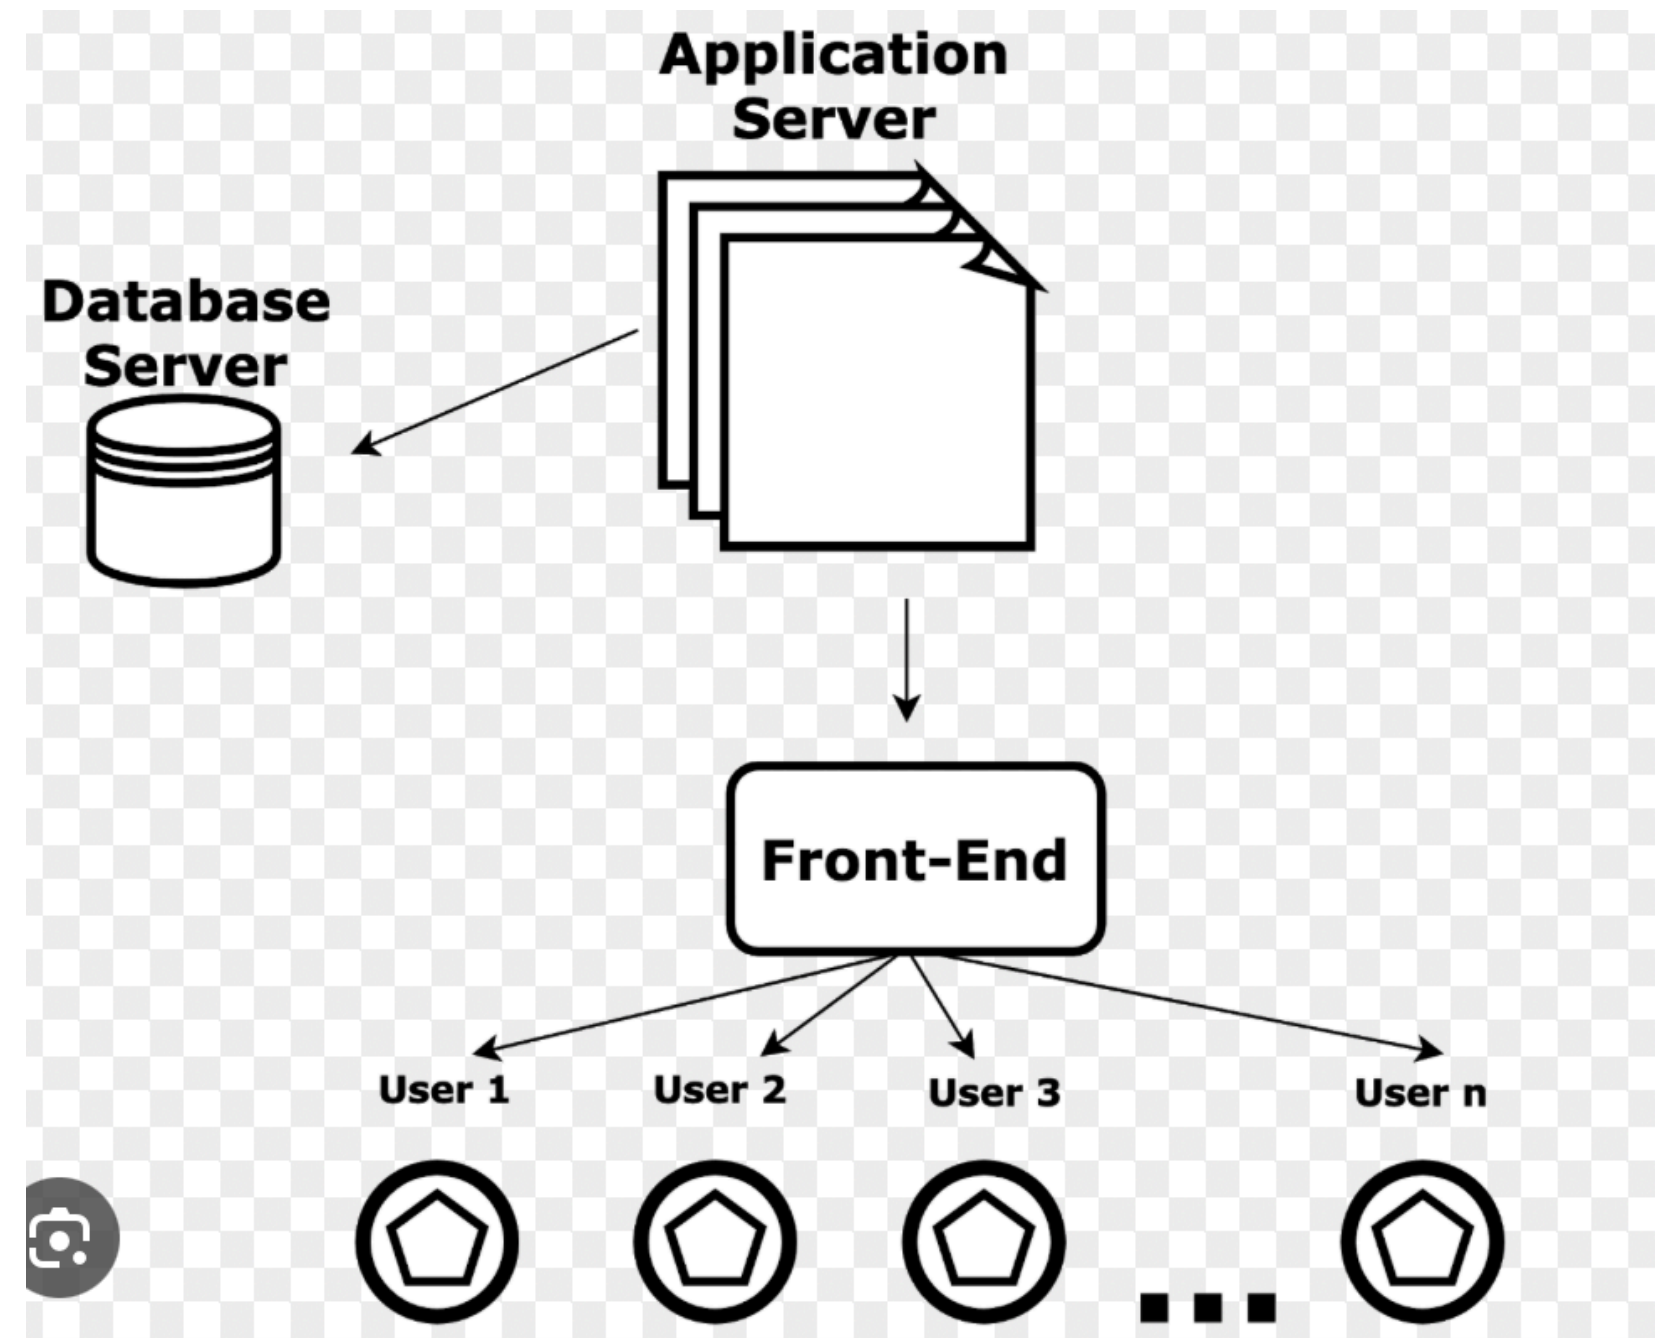 Application
Server
Database
Server
Front-End
User 1
User 2
User 3
User n